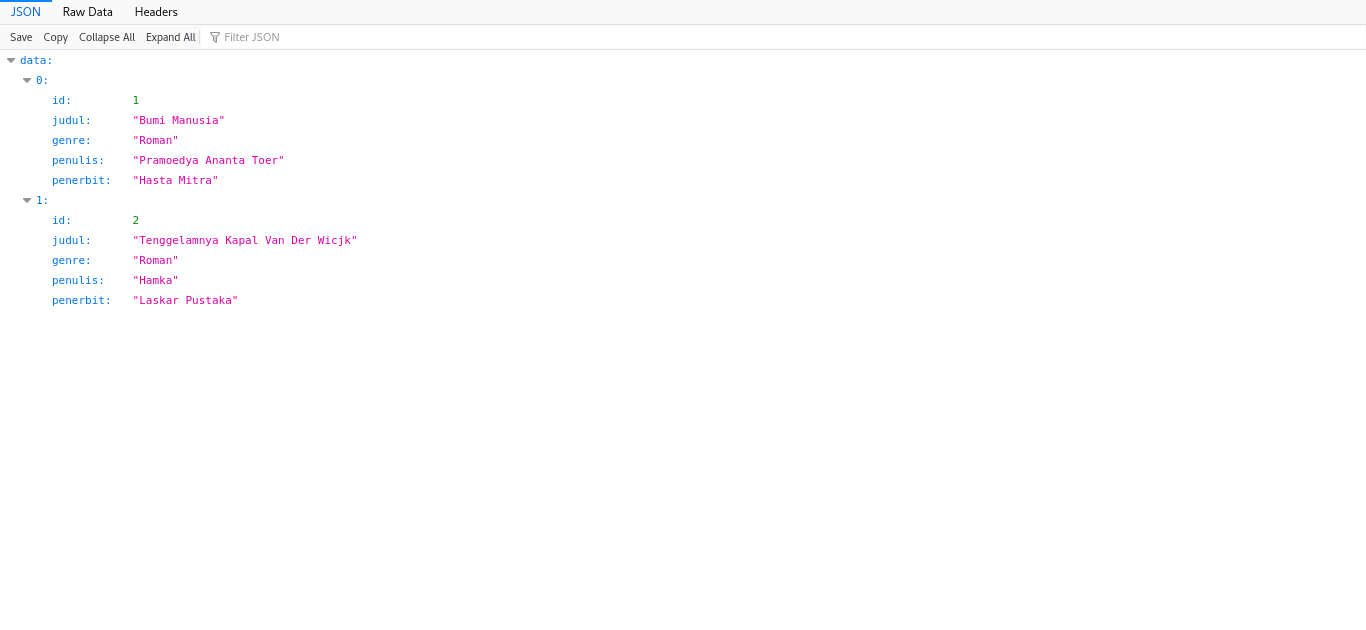 JSON Raw Data Headers
Save Copy Collapse All Expand All Filter JSON
data:
0:
id: 1
judul: "Bumi Manusia"
genre: "Roman"
penulis: "Pramoedya Ananta Toer"
penerbit: "Hasta Mitra"
1:
id: 2
judul: "Tenggelamnya Kapal Van Der Wicjk"
genre: "Roman"
penulis: "Hamka"
penerbit: "Laskar Pustaka"